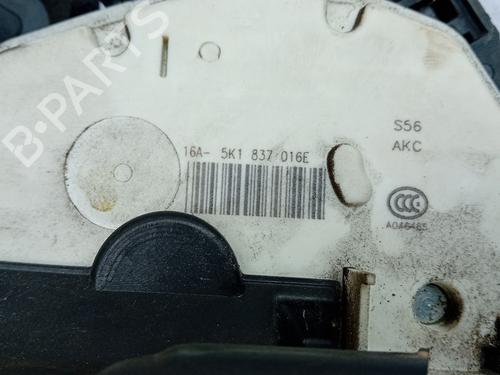 B-PARTS
16A- 5K1 837 016E
S56
AKC
CCC
A046485